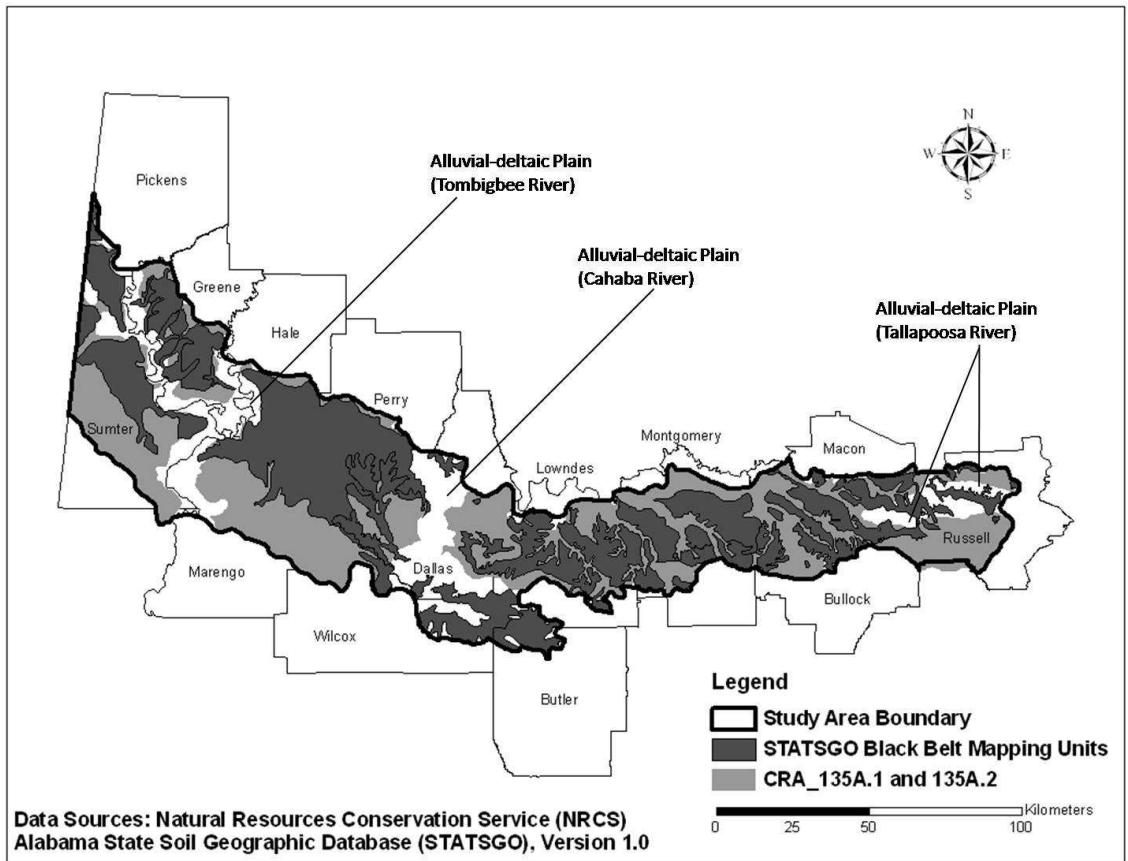 Alluvial-deltaic Plain
(Tombigbee River)
N
W
E
S
Pickens
Alluvial-deltaic Plain
(Cahaba River)
Greene
Alluvial-deltaic Plain
(Tallapoosa River)
Hale
Perry
Sumter
Montgomery
Macon
Lowndes
Russell
Marengo
Dallas
Bullock
Wilcox
Butler
Legend
Study Area Boundary
STATSGO Black Belt Mapping Units
CRA_135A.1 and 135A.2
Kilometers
0 25 50 100
Data Sources: Natural Resources Conservation Service (NRCS)
Alabama State Soil Geographic Database (STATSGO), Version 1.0